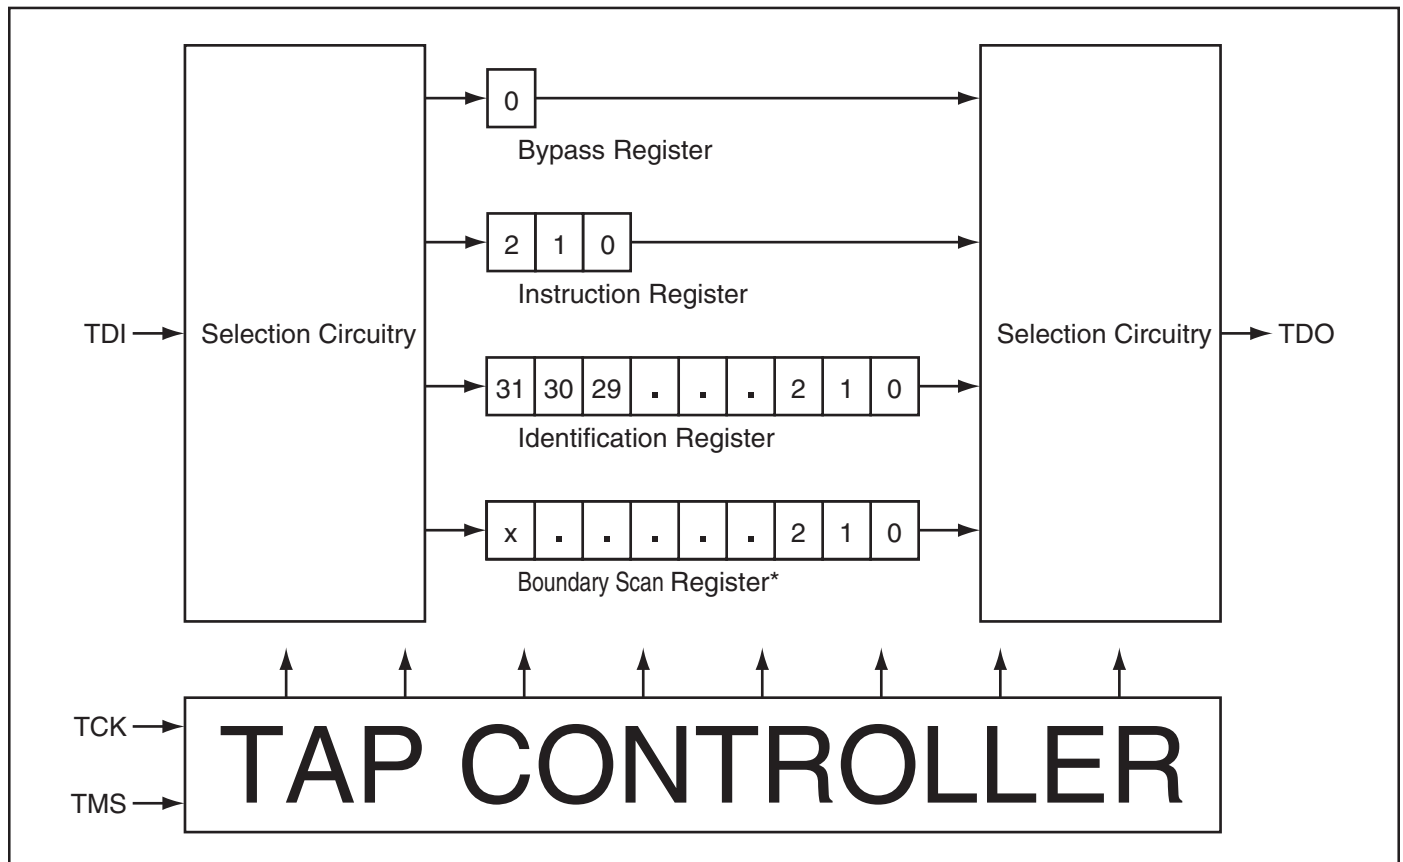 0
Bypass Register
2 1 0
Instruction Register
TDI
Selection Circuitry
Selection Circuitry
TDO
31 30 29 . . . 2 1 0
Identification Register
x . . . . . 2 1 0
Boundary Scan Register*
TCK
TAP CONTROLLER
TMS